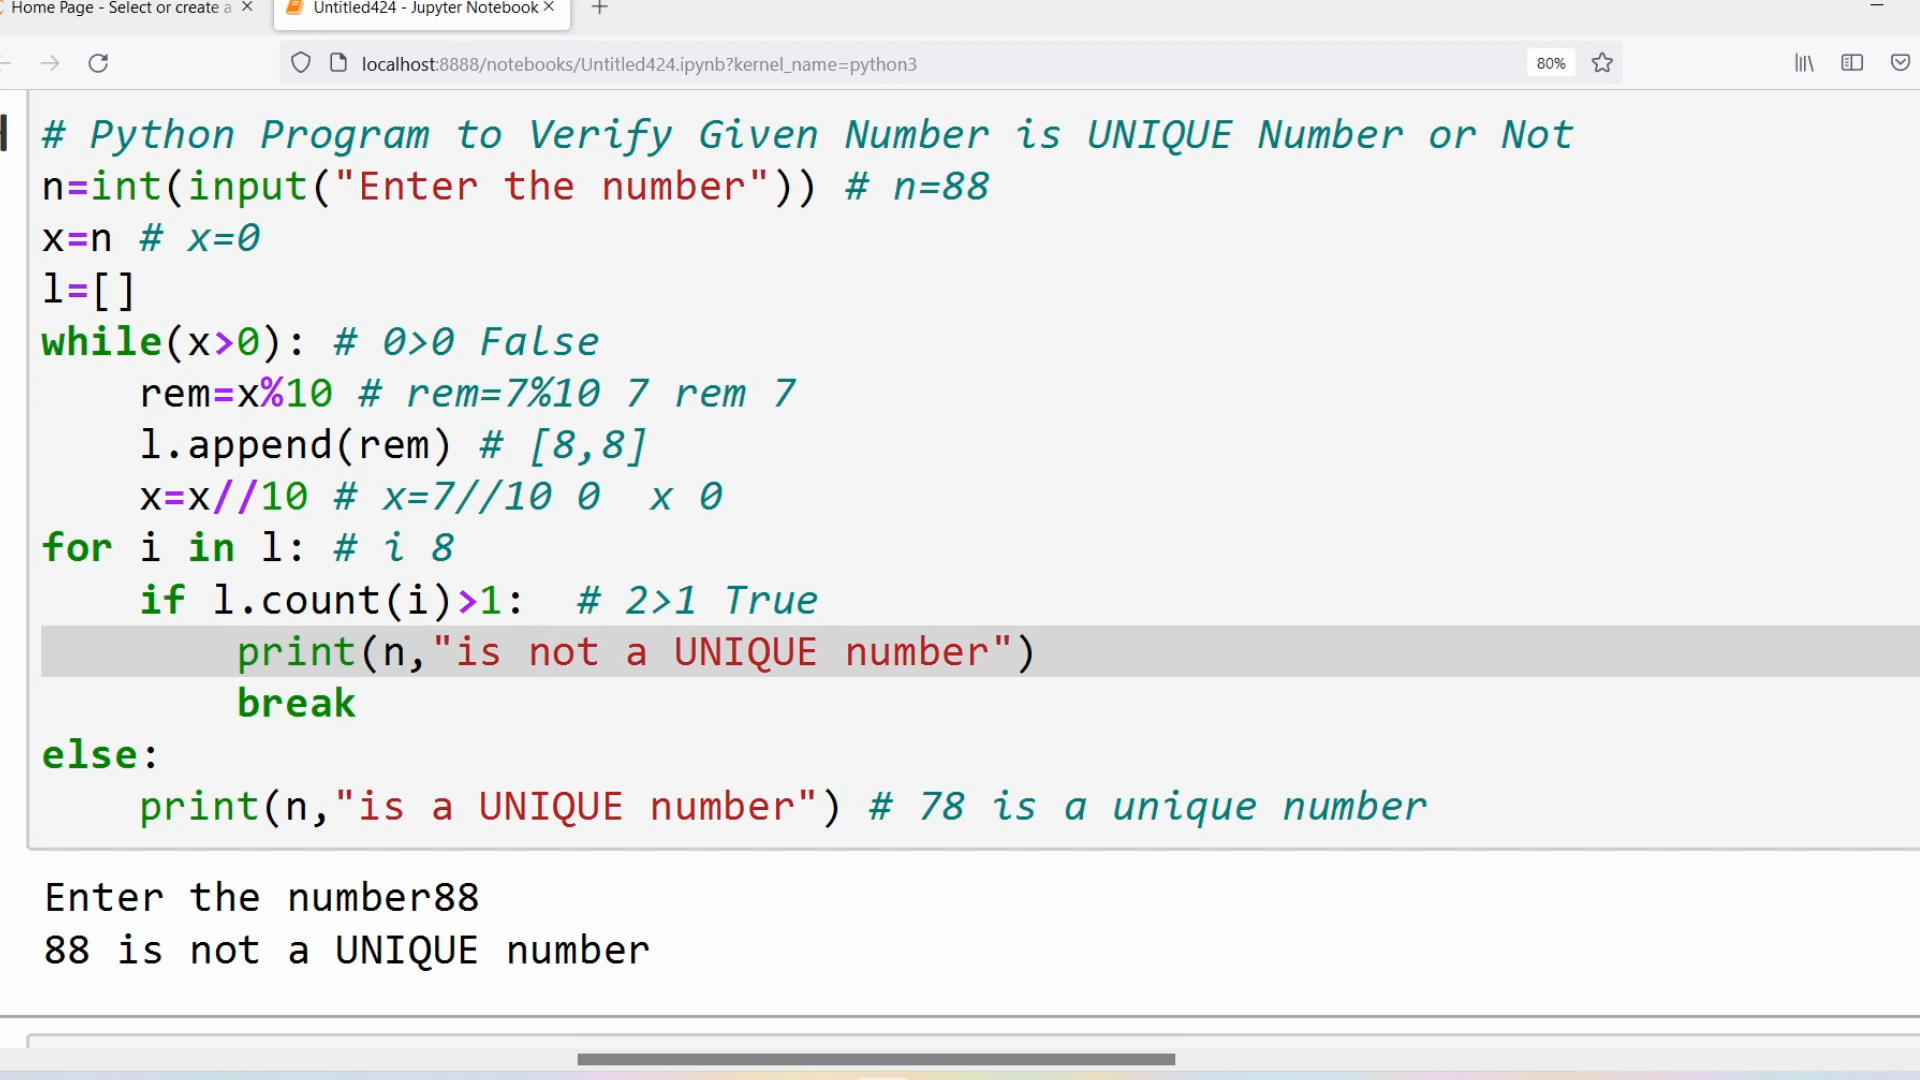 Home Page - Select or create a
Untitled424 - Jupyter Notebook
localhost:8888/notebooks/Untitled424.ipynb?kernel_name=python3
80%
# Python Program to Verify Given Number is UNIQUE Number or Not
n=int(input("Enter the number")) # n=88
x=n # x=0
l=[]
while(x>0): # 0>0 False
    rem=x%10 # rem=7%10 7 rem 7
    l.append(rem) # [8,8]
    x=x//10 # x=7//10 0  x 0
for i in l: # i 8
    if l.count(i)>1:  # 2>1 True
        print(n,"is not a UNIQUE number")
        break
else:
    print(n,"is a UNIQUE number") # 78 is a unique number
Enter the number88
88 is not a UNIQUE number